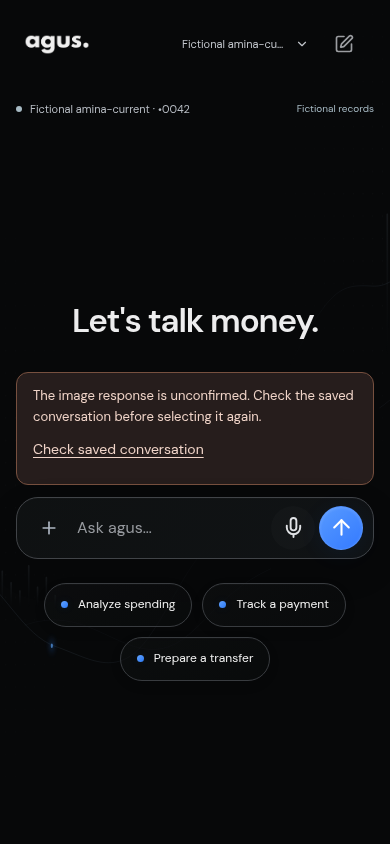 agus.
Fictional amina-cu...
Fictional amina-current · •0042
Fictional records
Let's talk money.
The image response is unconfirmed. Check the saved
conversation before selecting it again.
Check saved conversation
Ask agus...
Analyze spending
Track a payment
Prepare a transfer